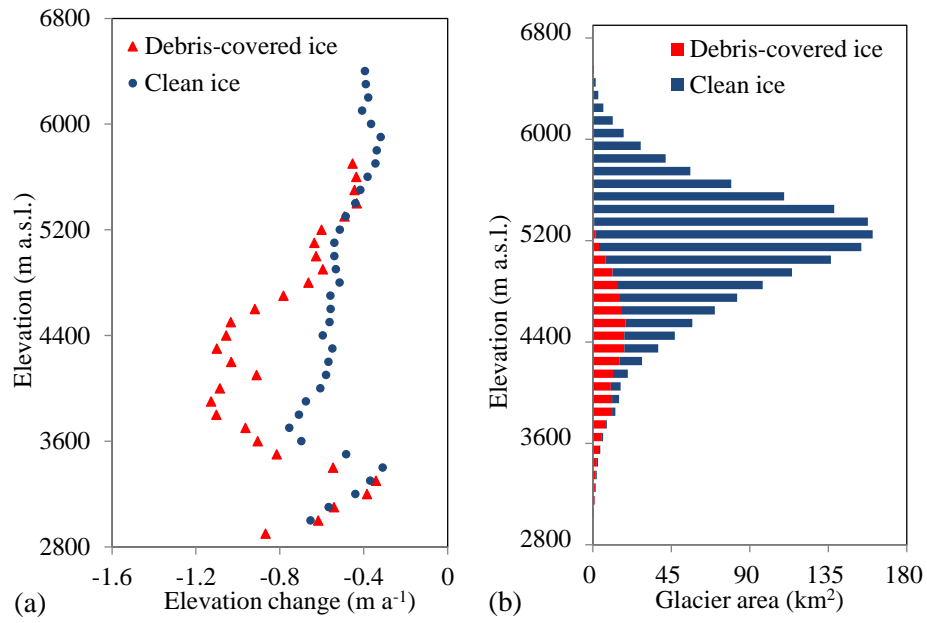 6800
Debris-covered ice
Clean ice
6000
5200
4400
3600
2800
Elevation (m a.s.l.)
-1.6
-1.2
-0.8
-0.4
0
Elevation change (m a⁻¹)
(a)
6800
Debris-covered ice
Clean ice
6000
5200
4400
3600
2800
Elevation (m a.s.l.)
0
45
90
135
180
Glacier area (km²)
(b)